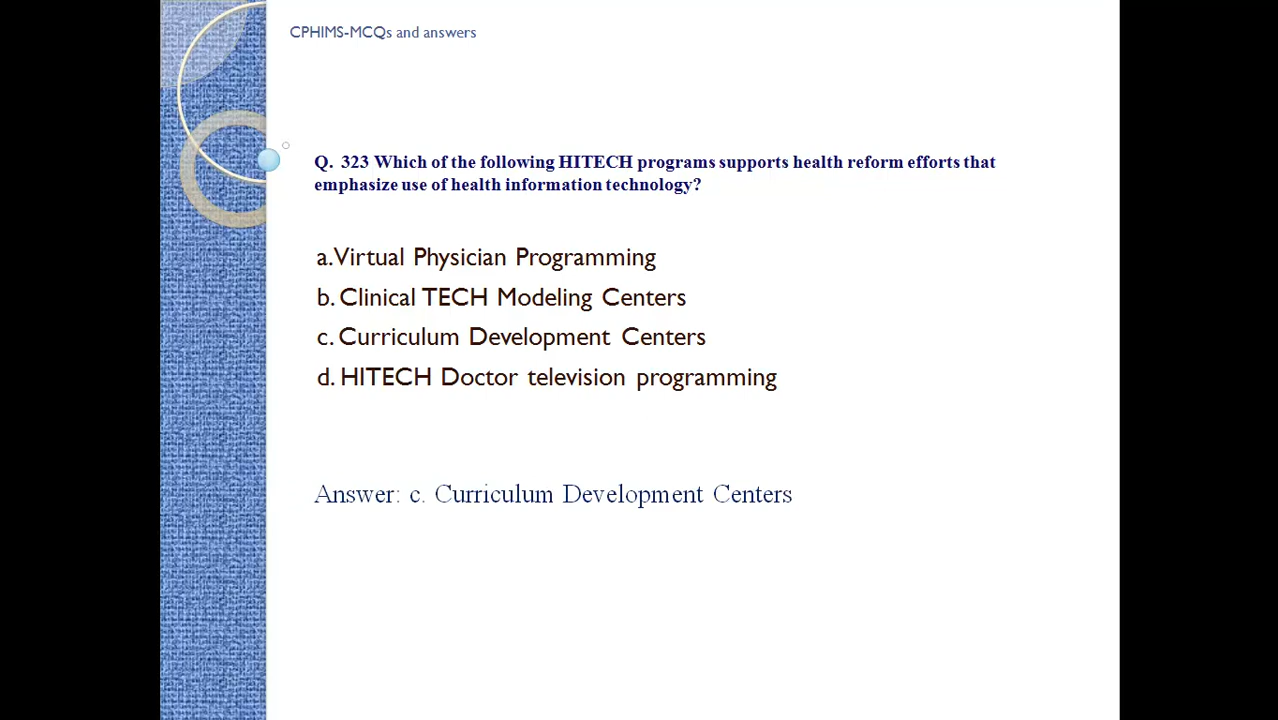 CPHIMS-MCQs and answers
Q. 323 Which of the following HITECH programs supports health reform efforts that
emphasize use of health information technology?
a.Virtual Physician Programming
b. Clinical TECH Modeling Centers
c. Curriculum Development Centers
d. HITECH Doctor television programming
Answer: c. Curriculum Development Centers